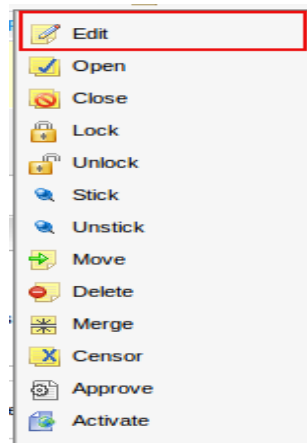 Edit
Open
Close
Lock
Unlock
Stick
Unstick
Move
Delete
Merge
Censor
Approve
Activate